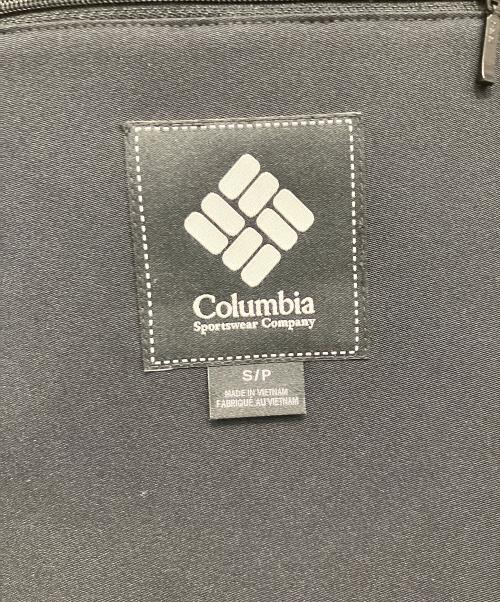 Columbia
Sportswear Company
S/P
MADE IN VIETNAM
FABRIQUÉ AU VIETNAM